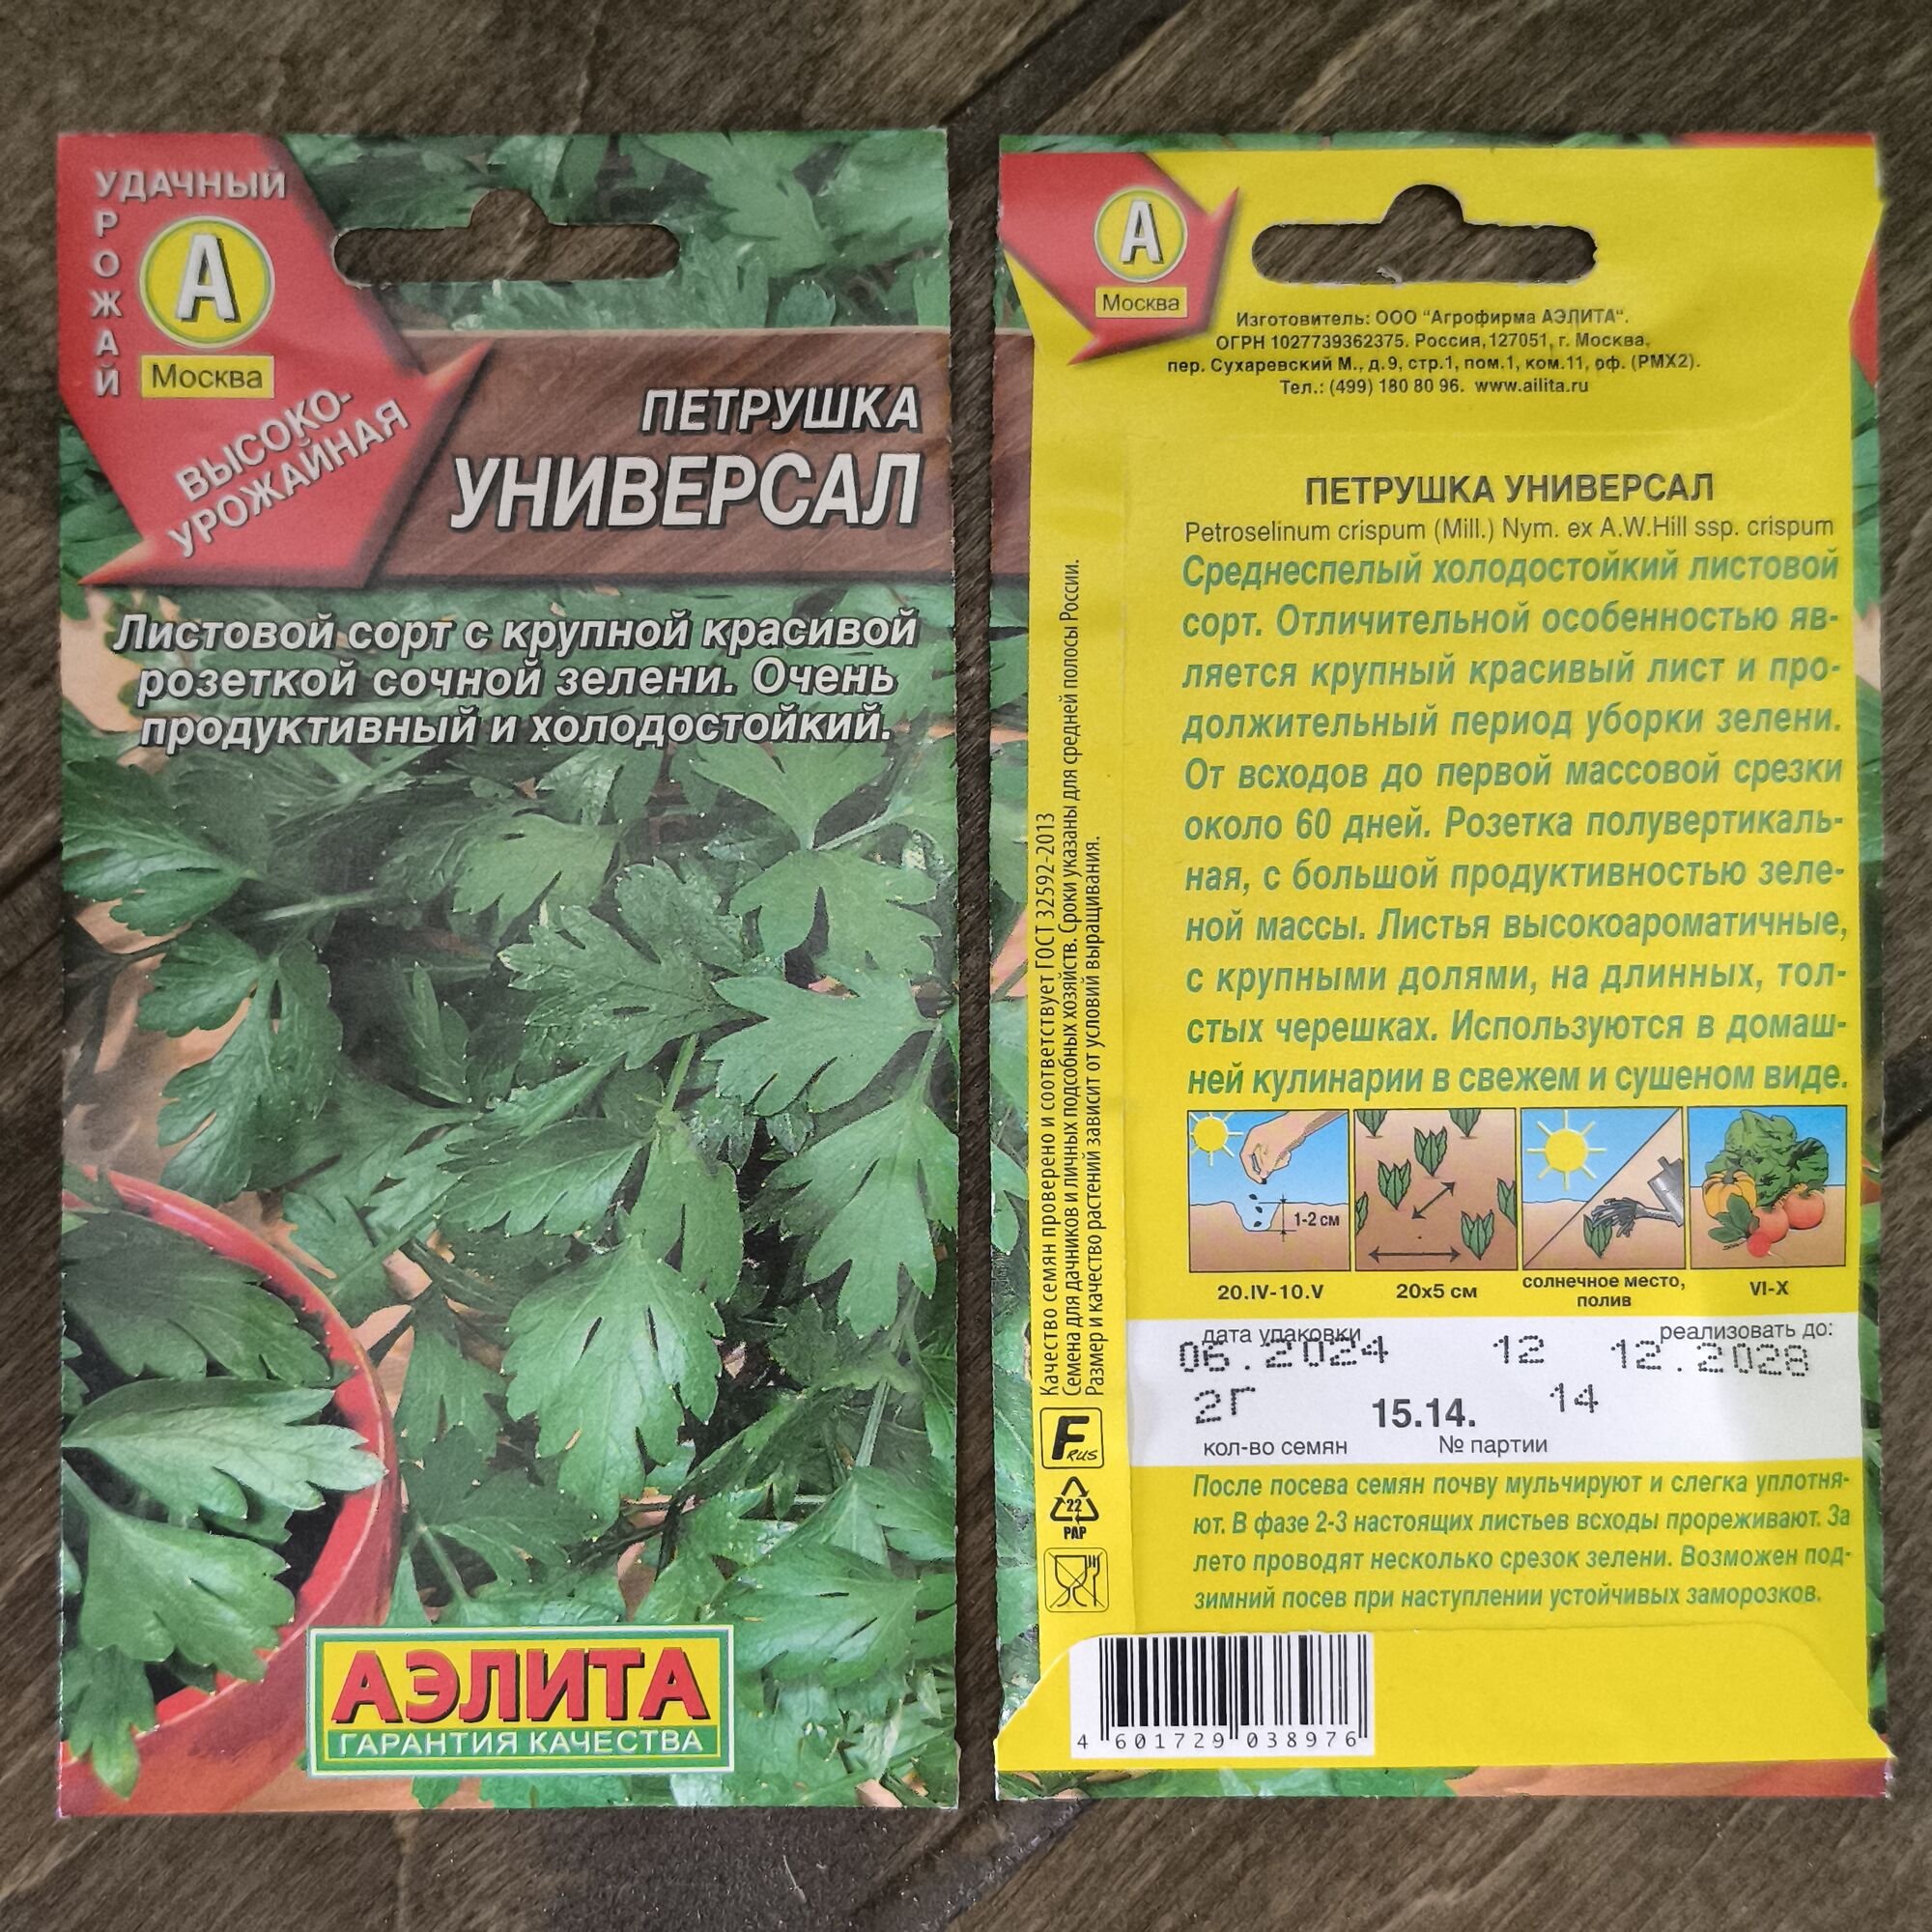 УДАЧНЫЙ
УРОЖАЙ
А
Москва
ВЫСОКО-
УРОЖАЙНАЯ
ПЕТРУШКА
УНИВЕРСАЛ
Листовой сорт с крупной красивой
розеткой сочной зелени. Очень
продуктивный и холодостойкий.
АЭЛИТА
ГАРАНТИЯ КАЧЕСТВА
А
Москва
Изготовитель: ООО "Агрофирма АЭЛИТА".
ОГРН 1027739362375. Россия, 127051, г. Москва,
пер. Сухаревский М., д.9, стр.1, пом.1, ком.11, оф. (РМХ2).
Тел.: (499) 180 80 96. www.ailita.ru
ПЕТРУШКА УНИВЕРСАЛ
Petroselinum crispum (Mill.) Nym. ex A.W.Hill ssp. crispum
Среднеспелый холодостойкий листовой
сорт. Отличительной особенностью яв-
ляется крупный красивый лист и про-
должительный период уборки зелени.
От всходов до первой массовой срезки
около 60 дней. Розетка полувертикаль-
ная, с большой продуктивностью зеле-
ной массы. Листья высокоароматичные,
с крупными долями, на длинных, тол-
стых черешках. Используются в домаш-
ней кулинарии в свежем и сушеном виде.
1-2 см
20.IV-10.V
20x5 см
солнечное место,
полив
VI-X
дата упаковки
реализовать до:
06.2024 12 12.2028
2Г 15.14. 14
кол-во семян № партии
После посева семян почву мульчируют и слегка уплотня-
ют. В фазе 2-3 настоящих листьев всходы прореживают. За
лето проводят несколько срезок зелени. Возможен под-
зимний посев при наступлении устойчивых заморозков.
Качество семян проверено и соответствует ГОСТ 32592-2013
Семена для дачников и личных подсобных хозяйств. Сроки указаны для средней полосы России.
Размер и качество растений зависит от условий выращивания.
F RUS
22
PAP
4 601729 038976